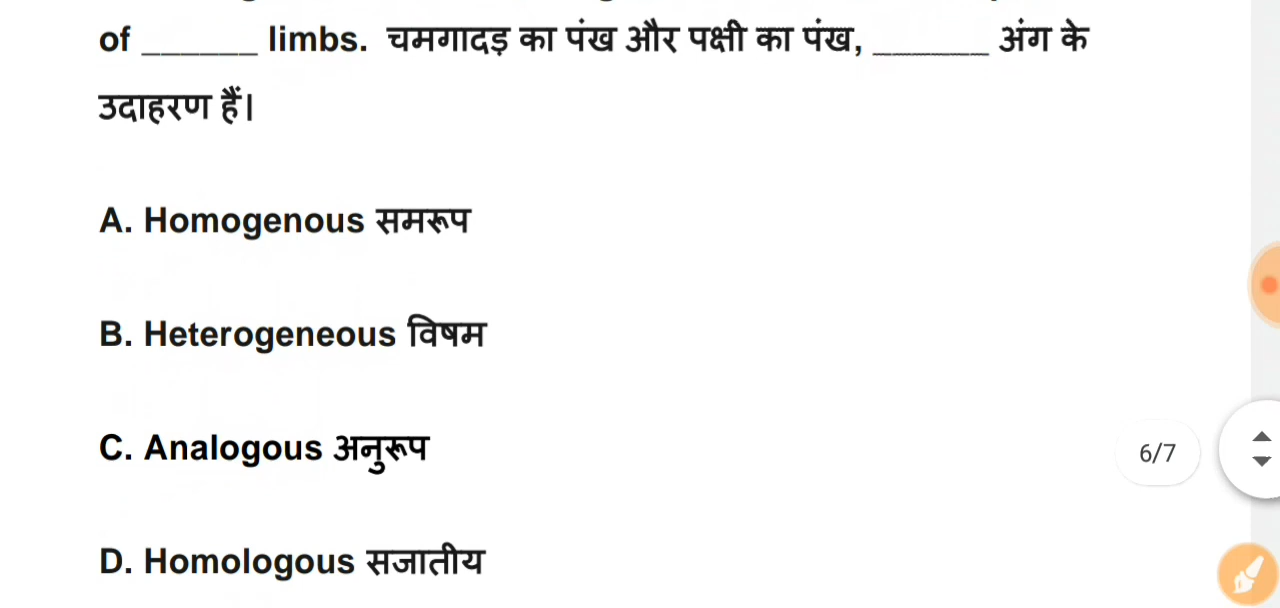 of ______ limbs. चमगादड़ का पंख और पक्षी का पंख, ______ अंग के
उदाहरण हैं।
A. Homogenous समरूप
B. Heterogeneous विषम
C. Analogous अनुरूप
6/7
D. Homologous सजातीय